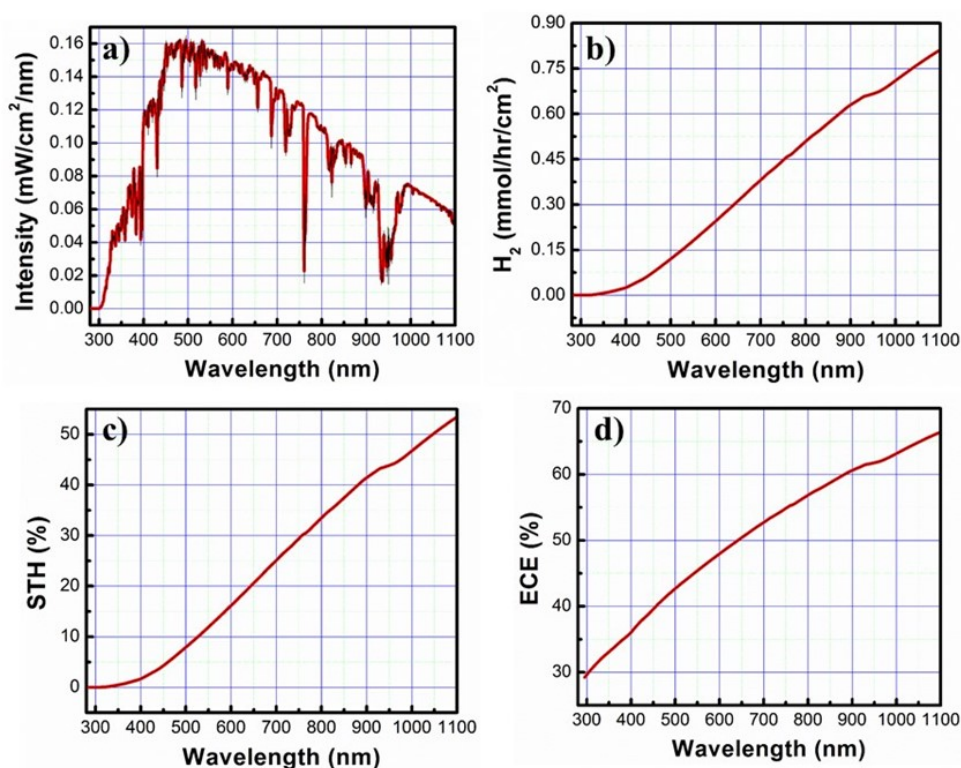 a)
Intensity (mW/cm²/nm)
0.16
0.14
0.12
0.10
0.08
0.06
0.04
0.02
0.00
300 400 500 600 700 800 900 1000 1100
Wavelength (nm)
b)
H₂ (mmol/hr/cm²)
0.90
0.75
0.60
0.45
0.30
0.15
0.00
300 400 500 600 700 800 900 1000 1100
Wavelength (nm)
c)
STH (%)
50
40
30
20
10
0
300 400 500 600 700 800 900 1000 1100
Wavelength (nm)
d)
ECE (%)
70
60
50
40
30
300 400 500 600 700 800 900 1000 1100
Wavelength (nm)